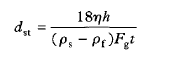 d_st = 18ηh / (ρ_s − ρ_f)F_g t